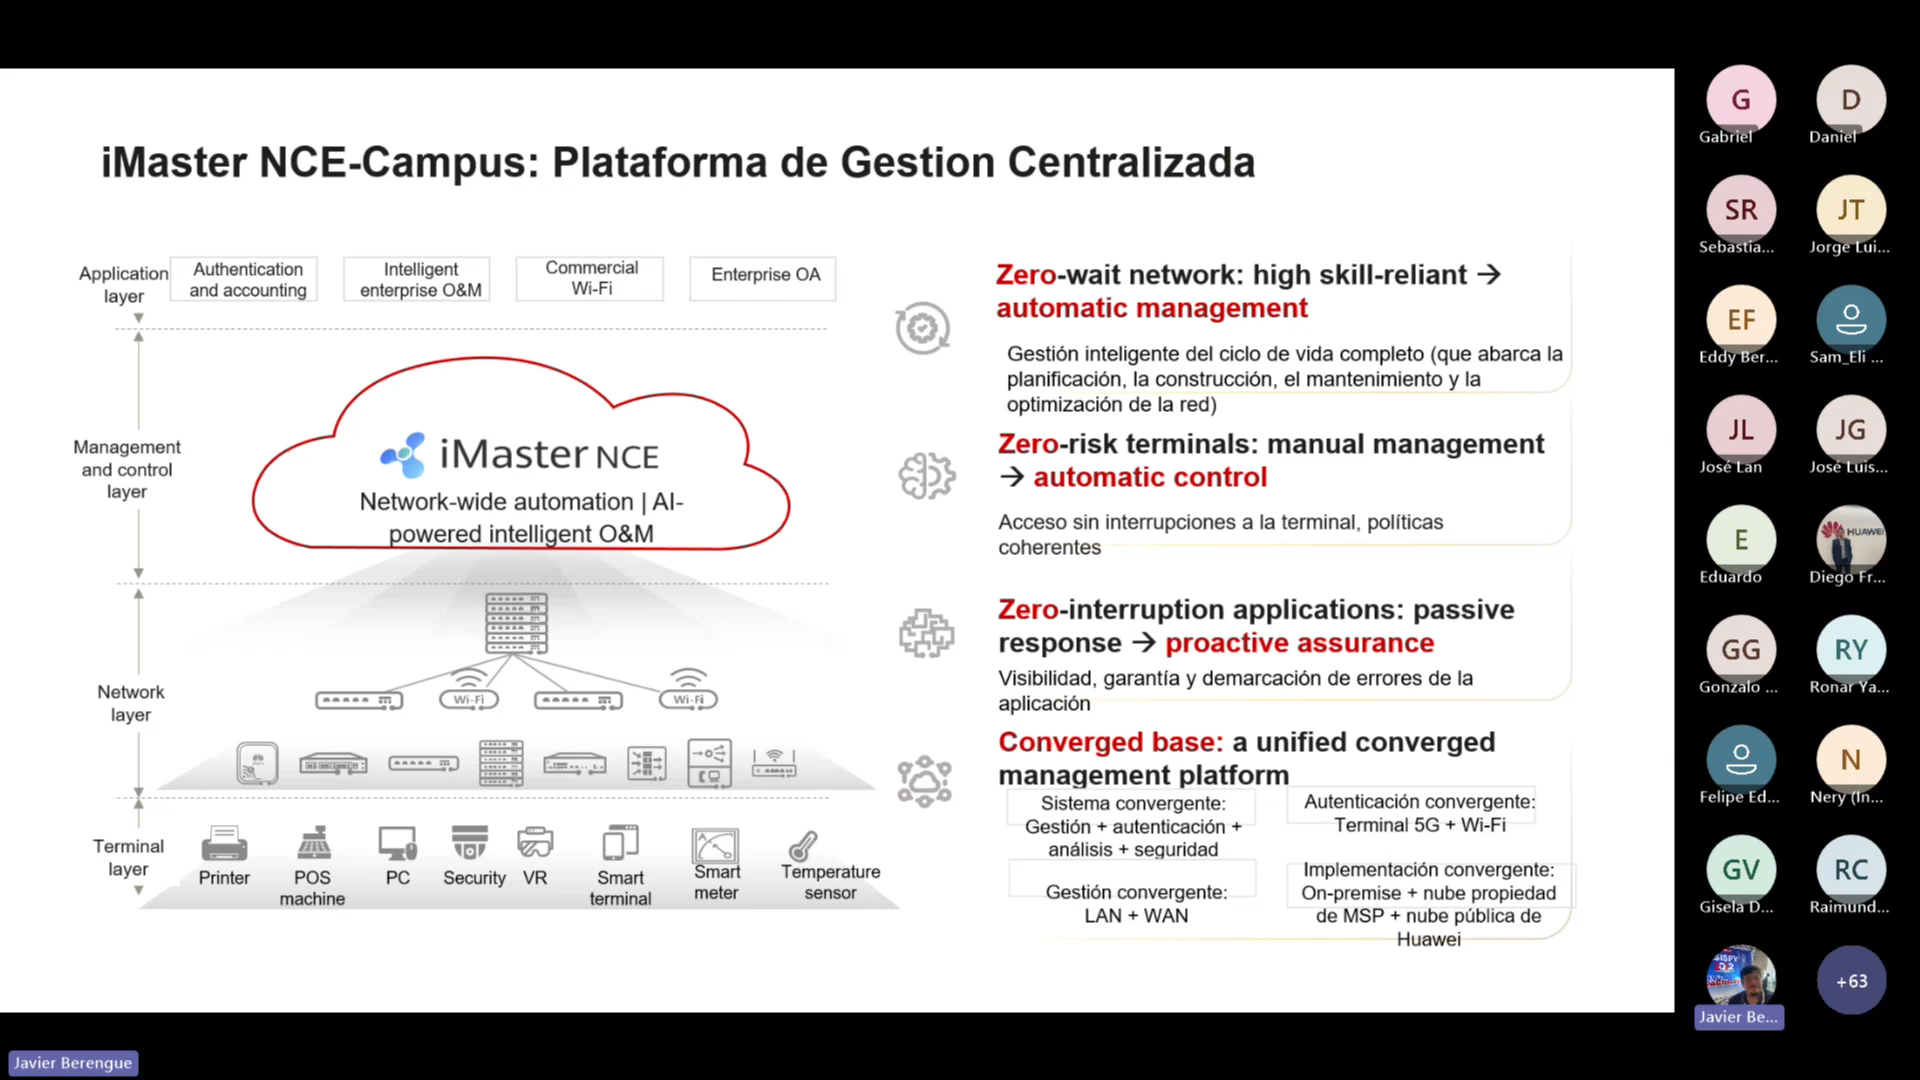 iMaster NCE-Campus: Plataforma de Gestion Centralizada
Application
layer
Authentication
and accounting
Intelligent
enterprise O&M
Commercial
Wi-Fi
Enterprise OA
Management
and control
layer
iMaster NCE
Network-wide automation | AI-
powered intelligent O&M
Network
layer
Wi-Fi
Wi-Fi
Terminal
layer
Printer
POS
machine
PC
Security
VR
Smart
terminal
Smart
meter
Temperature
sensor
Zero-wait network: high skill-reliant →
automatic management
Gestión inteligente del ciclo de vida completo (que abarca la
planificación, la construcción, el mantenimiento y la
optimización de la red)
Zero-risk terminals: manual management
→ automatic control
Acceso sin interrupciones a la terminal, políticas
coherentes
Zero-interruption applications: passive
response → proactive assurance
Visibilidad, garantía y demarcación de errores de la
aplicación
Converged base: a unified converged
management platform
Sistema convergente:
Gestión + autenticación +
análisis + seguridad
Autenticación convergente:
Terminal 5G + Wi-Fi
Gestión convergente:
LAN + WAN
Implementación convergente:
On-premise + nube propiedad
de MSP + nube pública de
Huawei
G
Gabriel
D
Daniel
SR
Sebastia...
JT
Jorge Lui...
EF
Eddy Ber...
Sam_Eli ...
JL
José Lan
JG
José Luis...
E
Eduardo
HUAWEI
Diego Fr...
GG
Gonzalo ...
RY
Ronar Ya...
Felipe Ed...
N
Nery (In...
GV
Gisela D...
RC
Raimund...
Javier Be...
+63
Javier Berengue